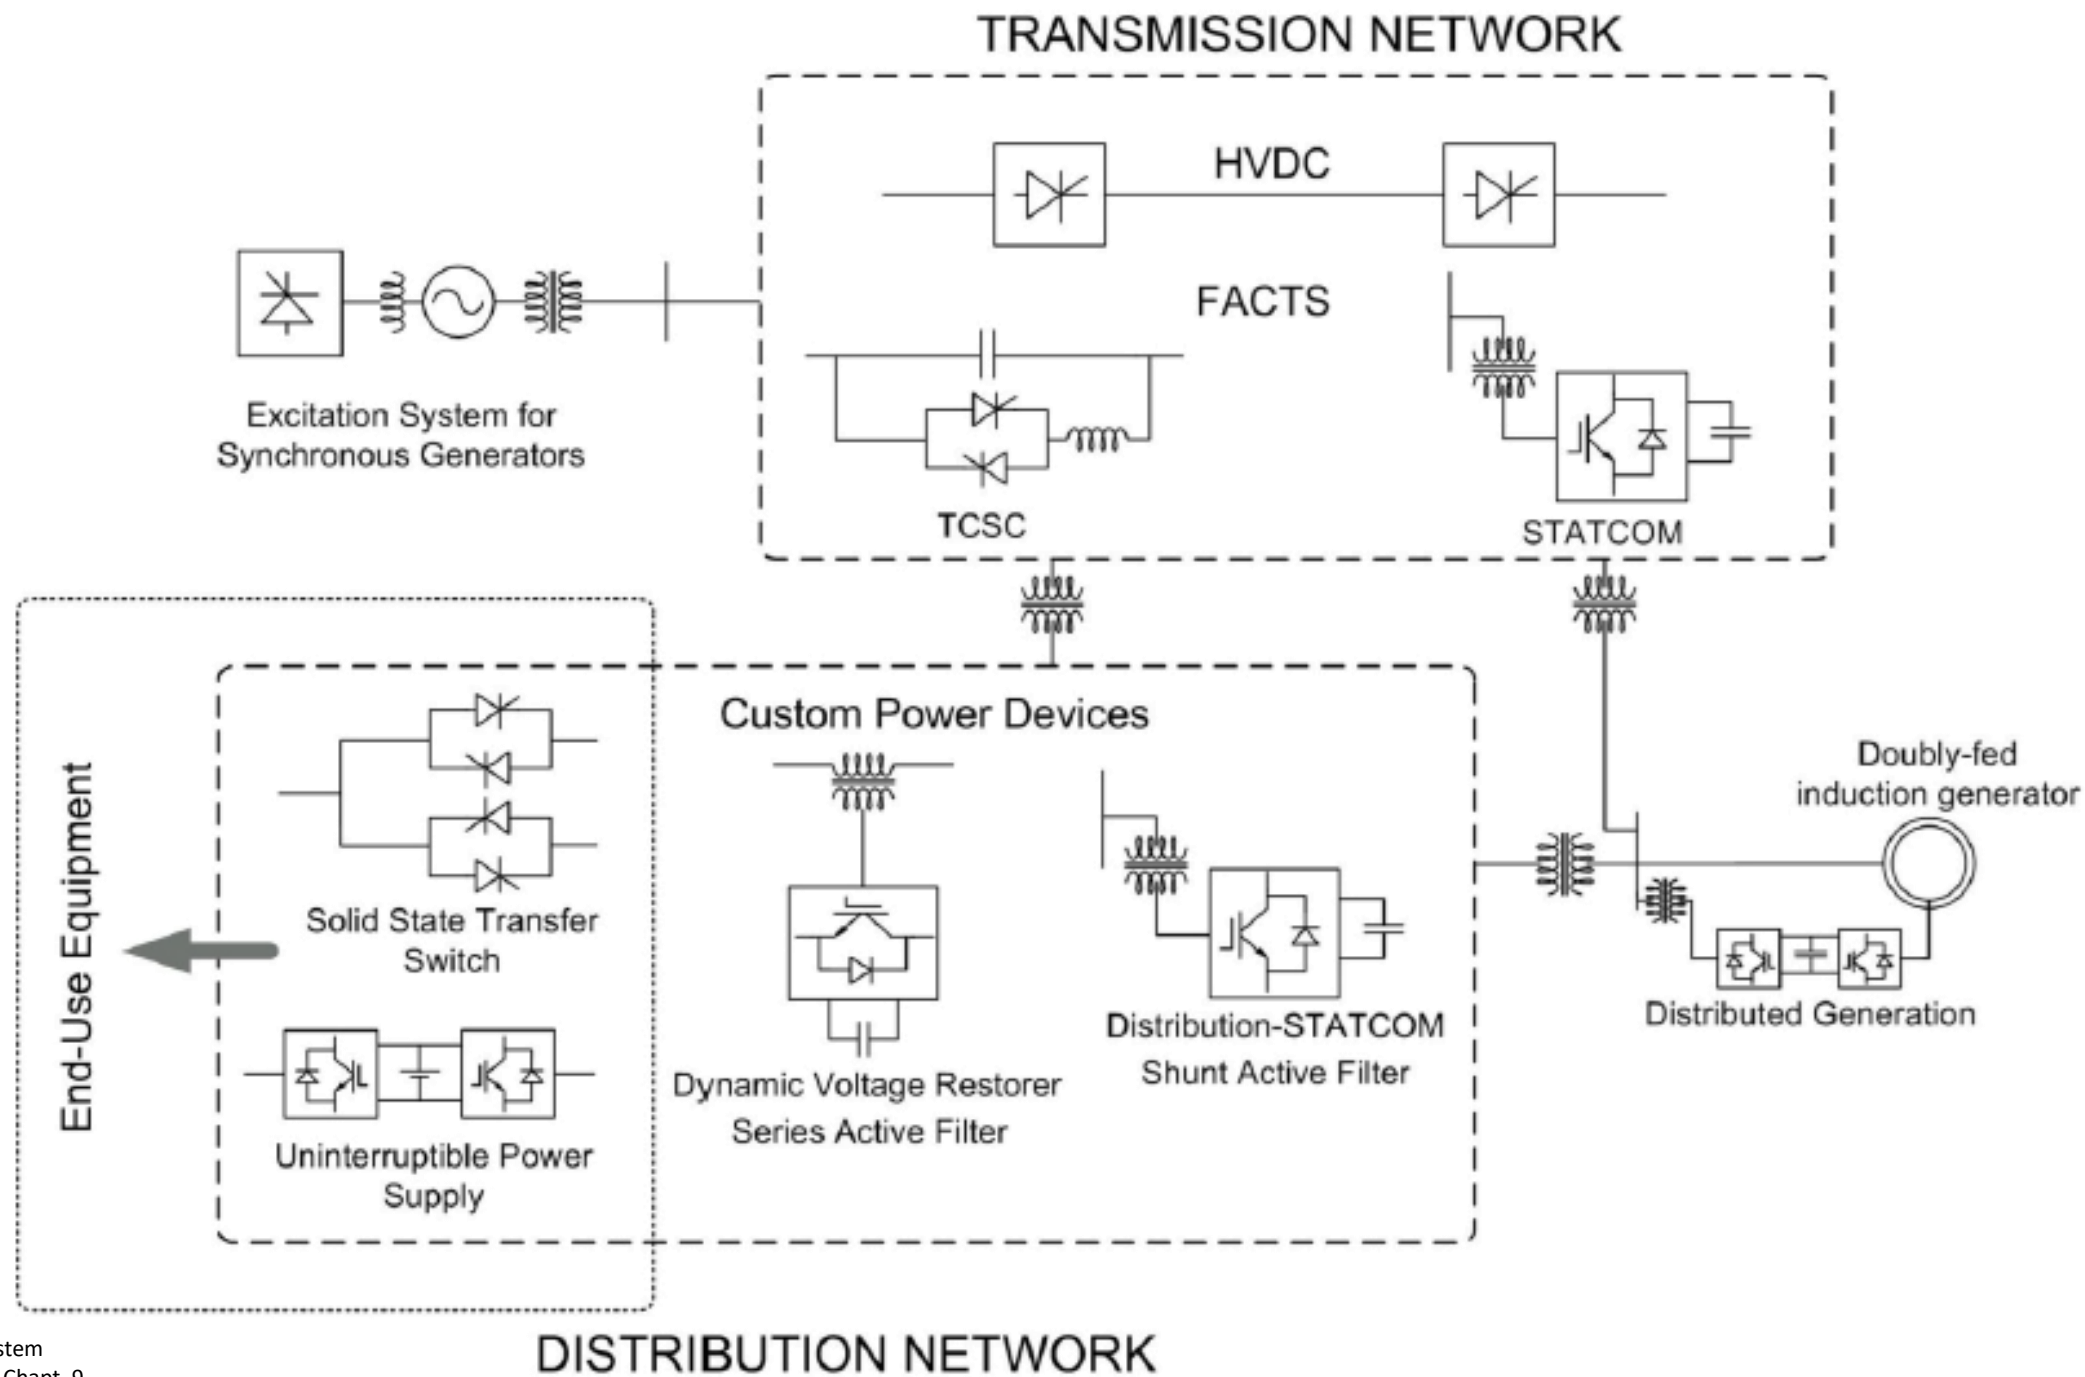 TRANSMISSION NETWORK
HVDC
FACTS
Excitation System for
Synchronous Generators
TCSC
STATCOM
Custom Power Devices
Doubly-fed
induction generator
End-Use Equipment
Solid State Transfer
Switch
Distribution-STATCOM
Shunt Active Filter
Distributed Generation
Dynamic Voltage Restorer
Series Active Filter
Uninterruptible Power
Supply
DISTRIBUTION NETWORK
stem